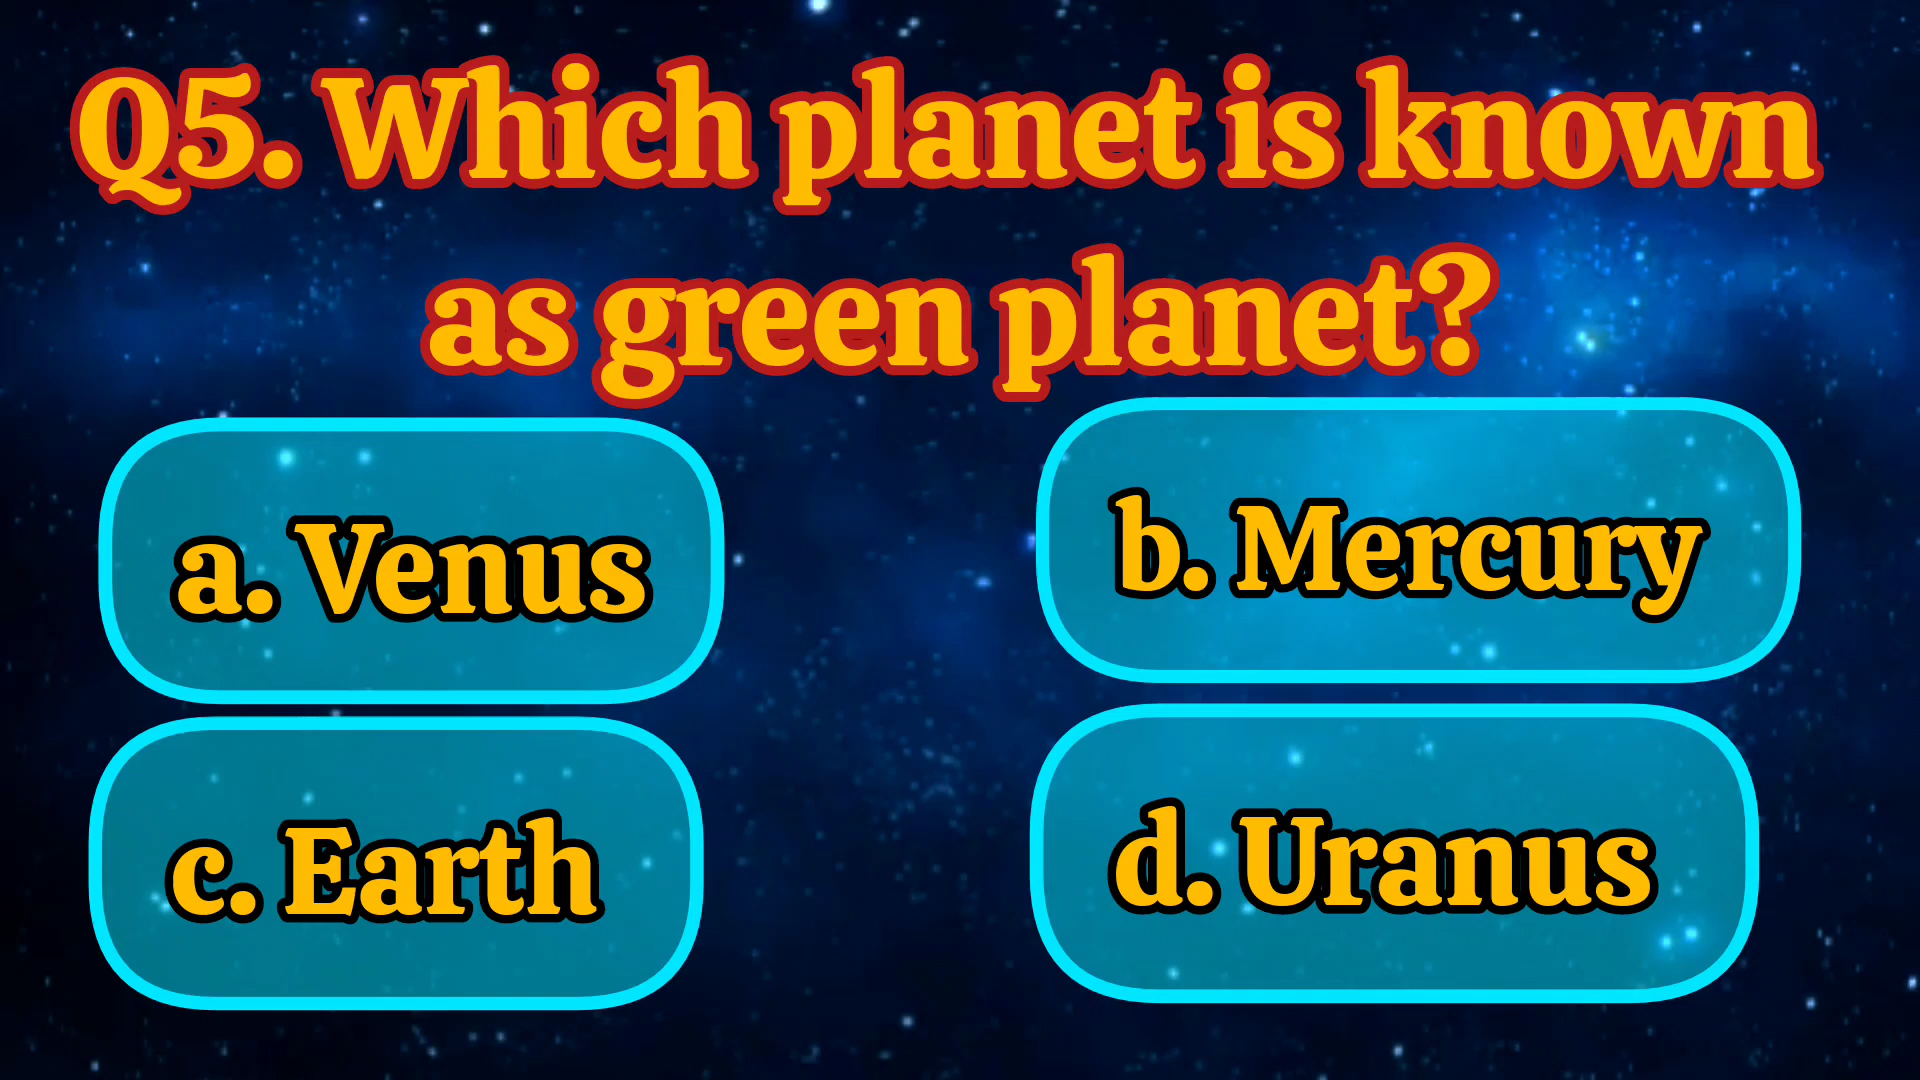 Q5. Which planet is known
as green planet?
a. Venus
b. Mercury
c. Earth
d. Uranus